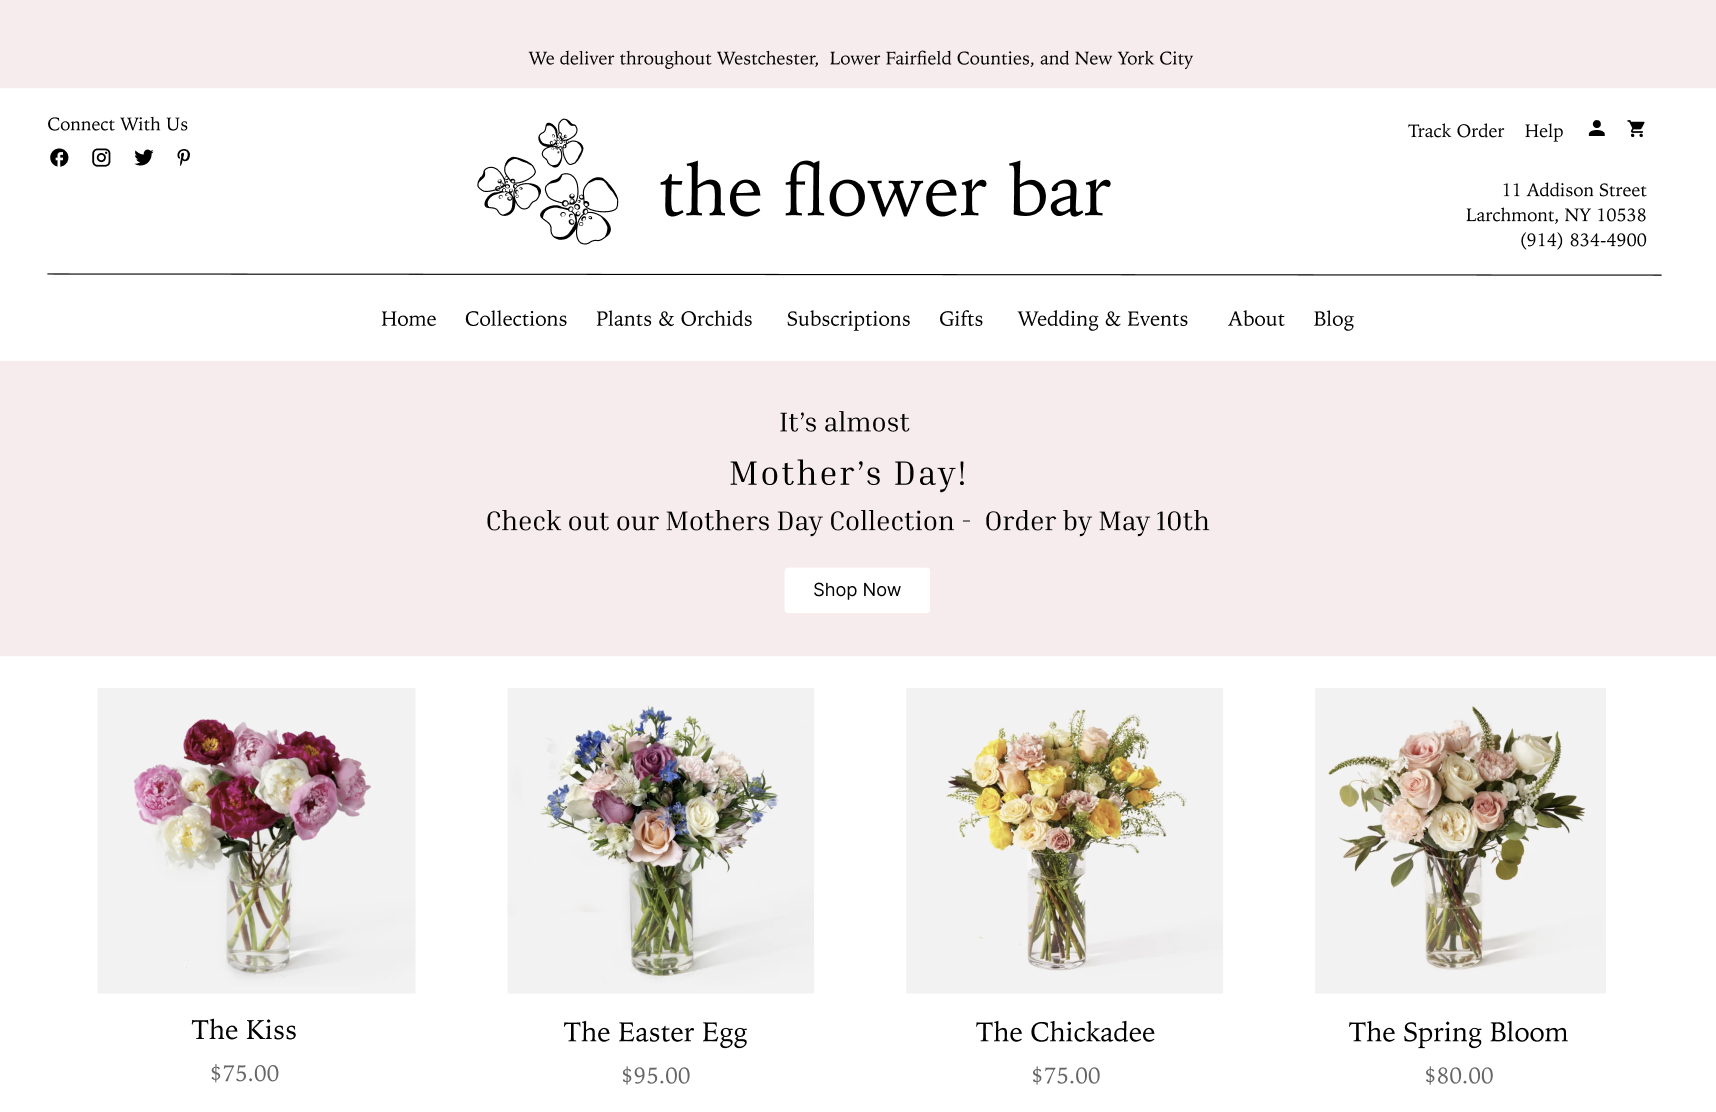 We deliver throughout Westchester, Lower Fairfield Counties, and New York City
Connect With Us
the flower bar
Track Order Help
11 Addison Street
Larchmont, NY 10538
(914) 834-4900
Home Collections Plants & Orchids Subscriptions Gifts Wedding & Events About Blog
It’s almost
Mother’s Day!
Check out our Mothers Day Collection - Order by May 10th
Shop Now
The Kiss
$75.00
The Easter Egg
$95.00
The Chickadee
$75.00
The Spring Bloom
$80.00